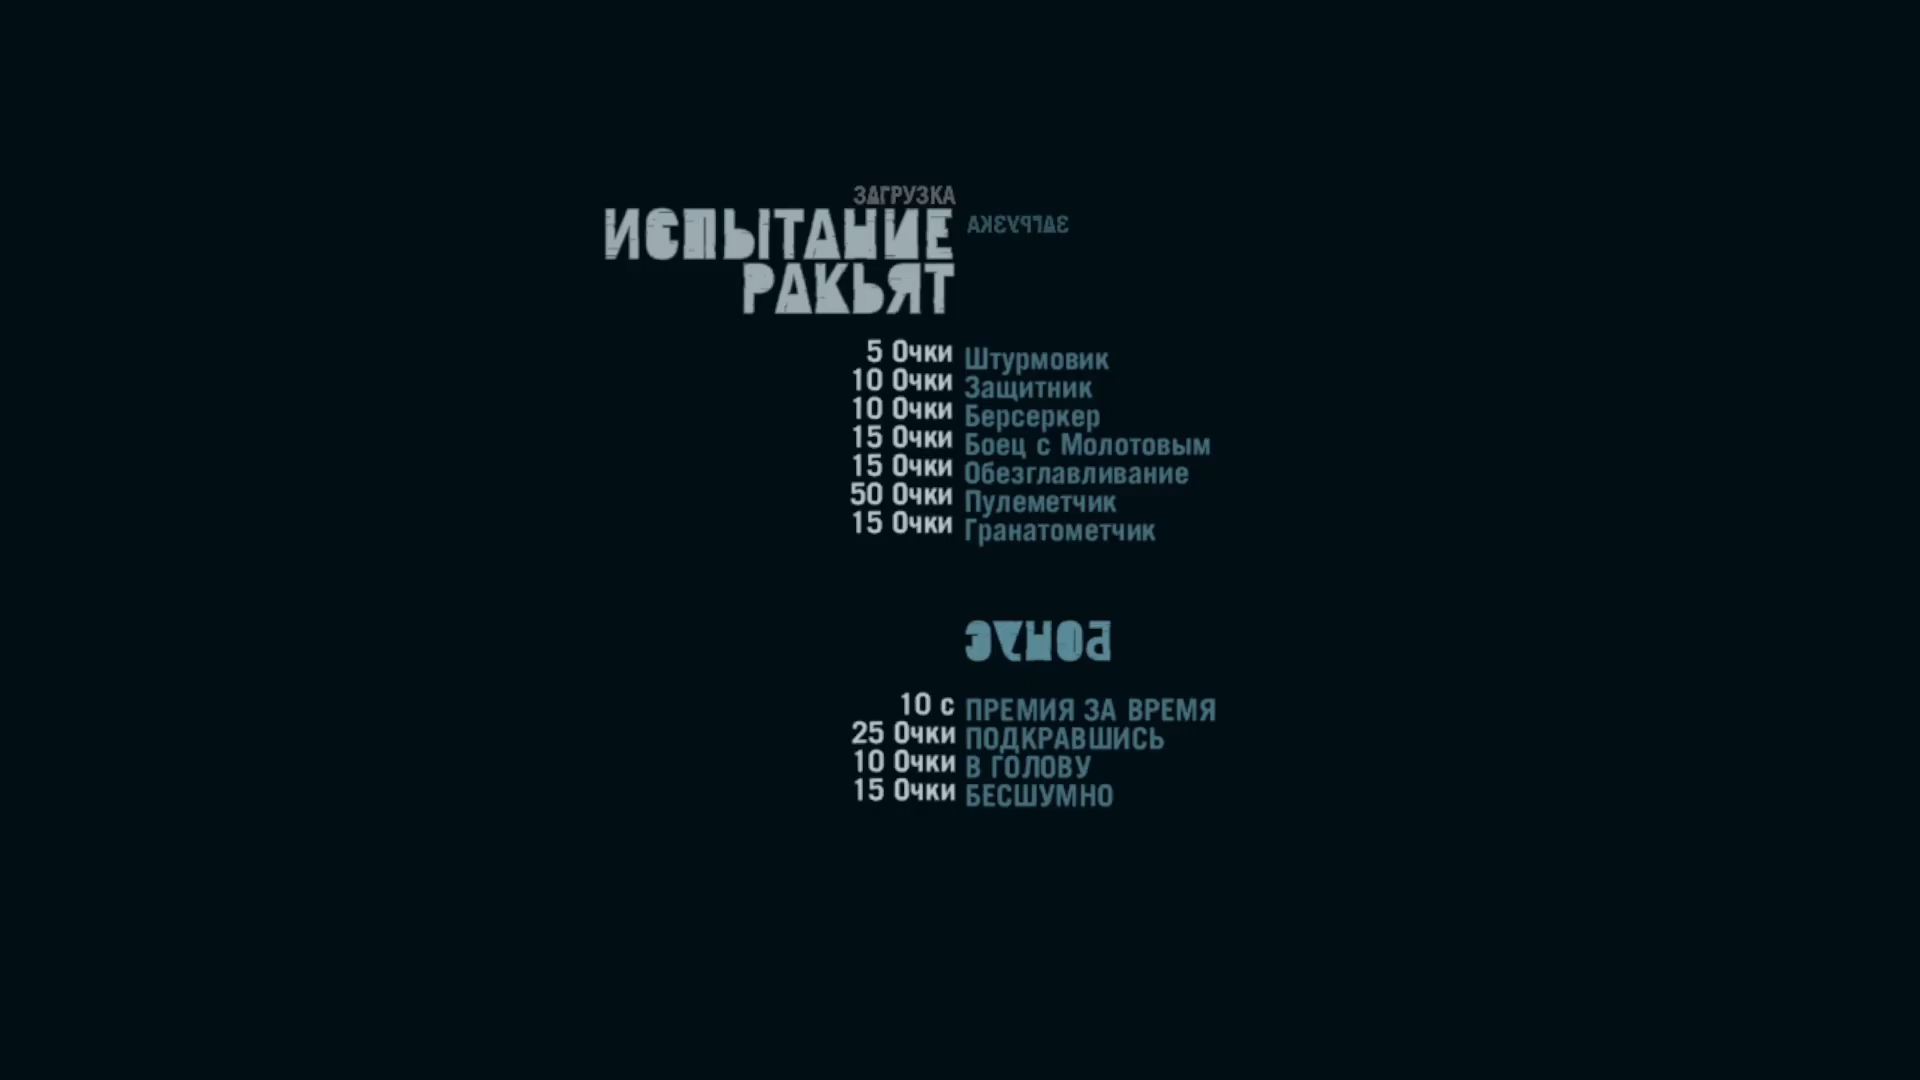 ЗАГРУЗКА
ИСПЫТАНИЕ
РАКЬЯТ
ЗАГРУЗКА
5 Очки Штурмовик
10 Очки Защитник
10 Очки Берсеркер
15 Очки Боец с Молотовым
15 Очки Обезглавливание
50 Очки Пулеметчик
15 Очки Гранатометчик
БОНУС
10 с ПРЕМИЯ ЗА ВРЕМЯ
25 Очки ПОДКРАВШИСЬ
10 Очки В ГОЛОВУ
15 Очки БЕСШУМНО